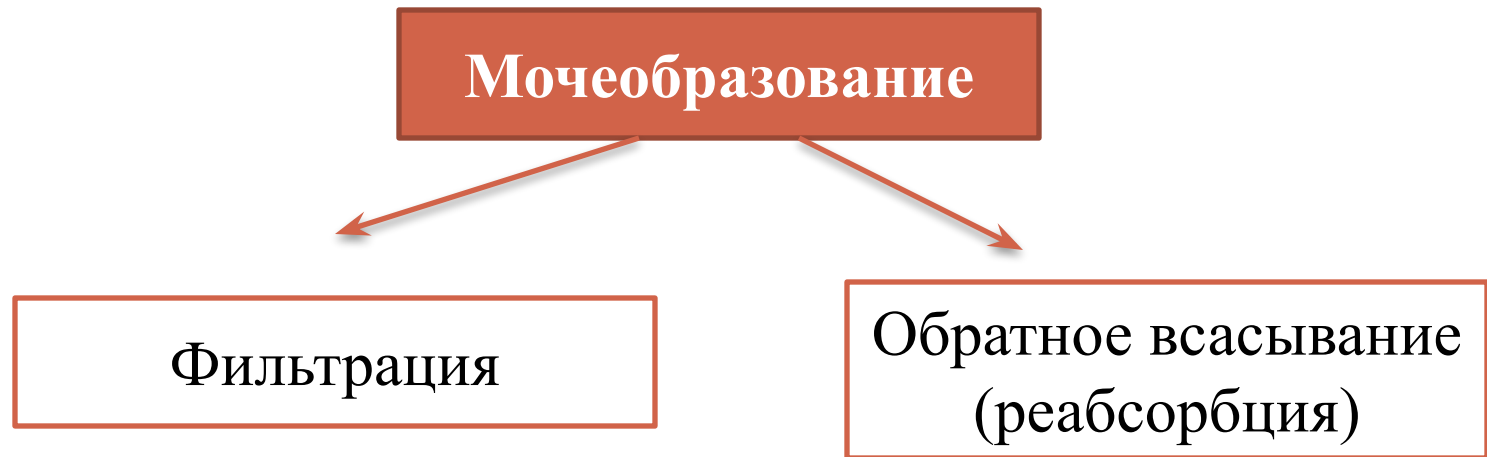 Мочеобразование
Фильтрация
Обратное всасывание
(реабсорбция)